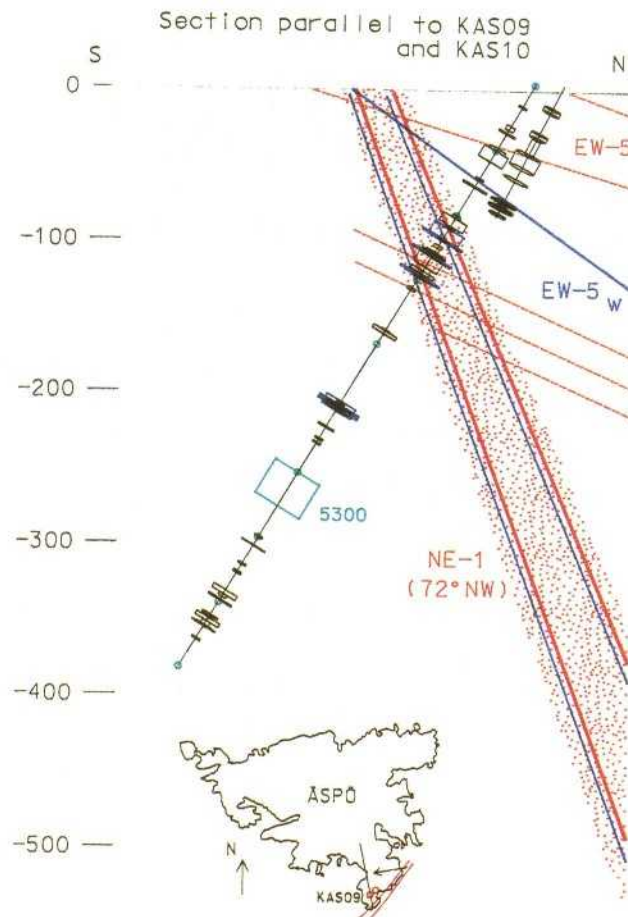 Section parallel to KAS09
and KAS10
S
N
0
EW-5
-100
EW-5 w
-200
5300
-300
NE-1
(72° NW)
-400
ÄSPÖ
-500
N
KAS09